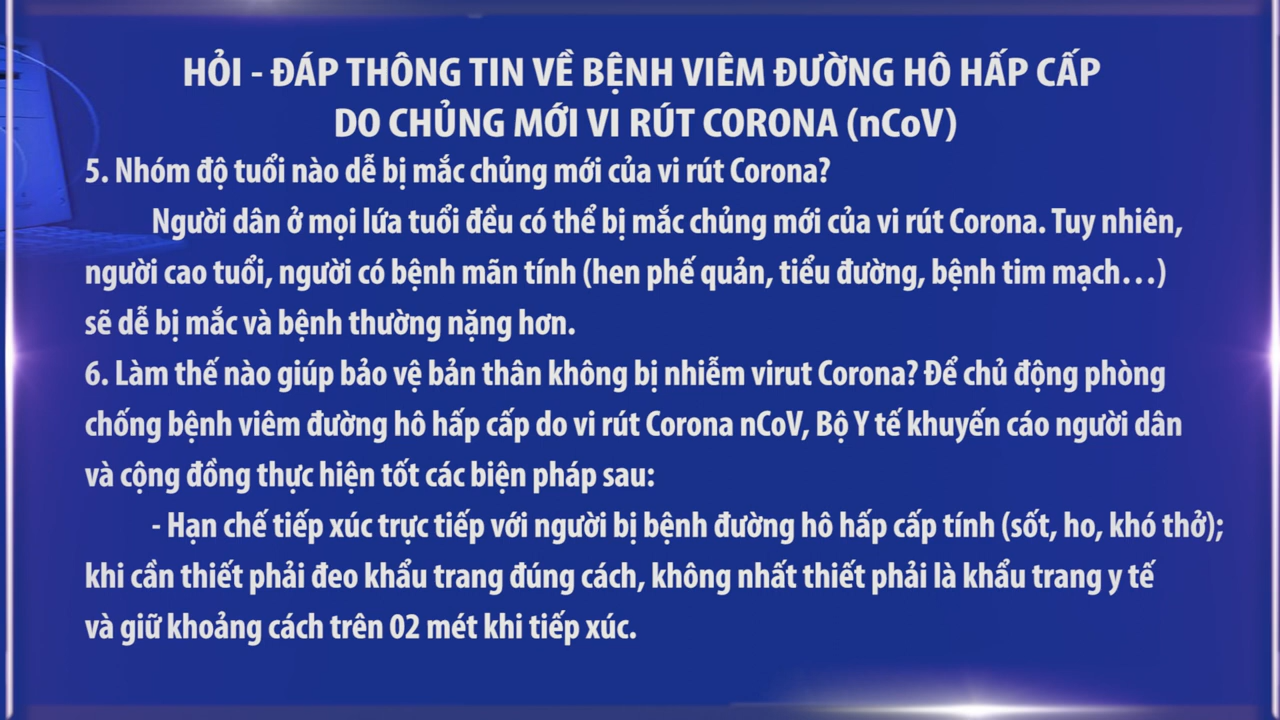 HỎI - ĐÁP THÔNG TIN VỀ BỆNH VIÊM ĐƯỜNG HÔ HẤP CẤP
DO CHỦNG MỚI VI RÚT CORONA (nCoV)
5. Nhóm độ tuổi nào dễ bị mắc chủng mới của vi rút Corona?
Người dân ở mọi lứa tuổi đều có thể bị mắc chủng mới của vi rút Corona. Tuy nhiên,
người cao tuổi, người có bệnh mãn tính (hen phế quản, tiểu đường, bệnh tim mạch…)
sẽ dễ bị mắc và bệnh thường nặng hơn.
6. Làm thế nào giúp bảo vệ bản thân không bị nhiễm virut Corona? Để chủ động phòng
chống bệnh viêm đường hô hấp cấp do vi rút Corona nCoV, Bộ Y tế khuyến cáo người dân
và cộng đồng thực hiện tốt các biện pháp sau:
- Hạn chế tiếp xúc trực tiếp với người bị bệnh đường hô hấp cấp tính (sốt, ho, khó thở);
khi cần thiết phải đeo khẩu trang đúng cách, không nhất thiết phải là khẩu trang y tế
và giữ khoảng cách trên 02 mét khi tiếp xúc.